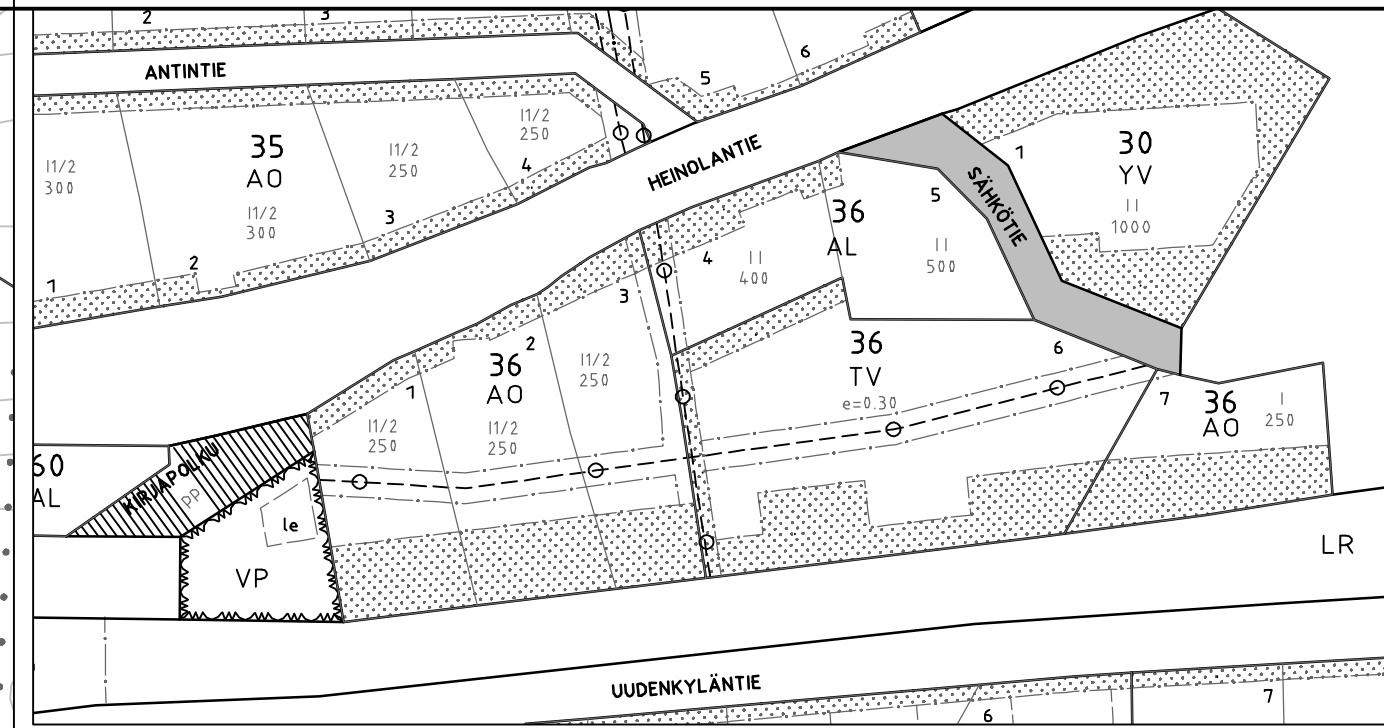 2
3
6
5
ANTINTIE
HEINOLANTIE
I1/2
250
4
35
AO
I1/2
250
I1/2
300
I1/2
300
3
2
1
1
30
YV
II
1000
SÄHKÖTIE
5
36
AL
II
500
4
II
400
3
2
36
AO
I1/2
250
1
I1/2
250
I1/2
250
36
TV
e=0.30
6
7
36
AO
I
250
60
AL
KIRJAPOLKU
PP
le
VP
LR
UUDENKYLÄNTIE
6
7